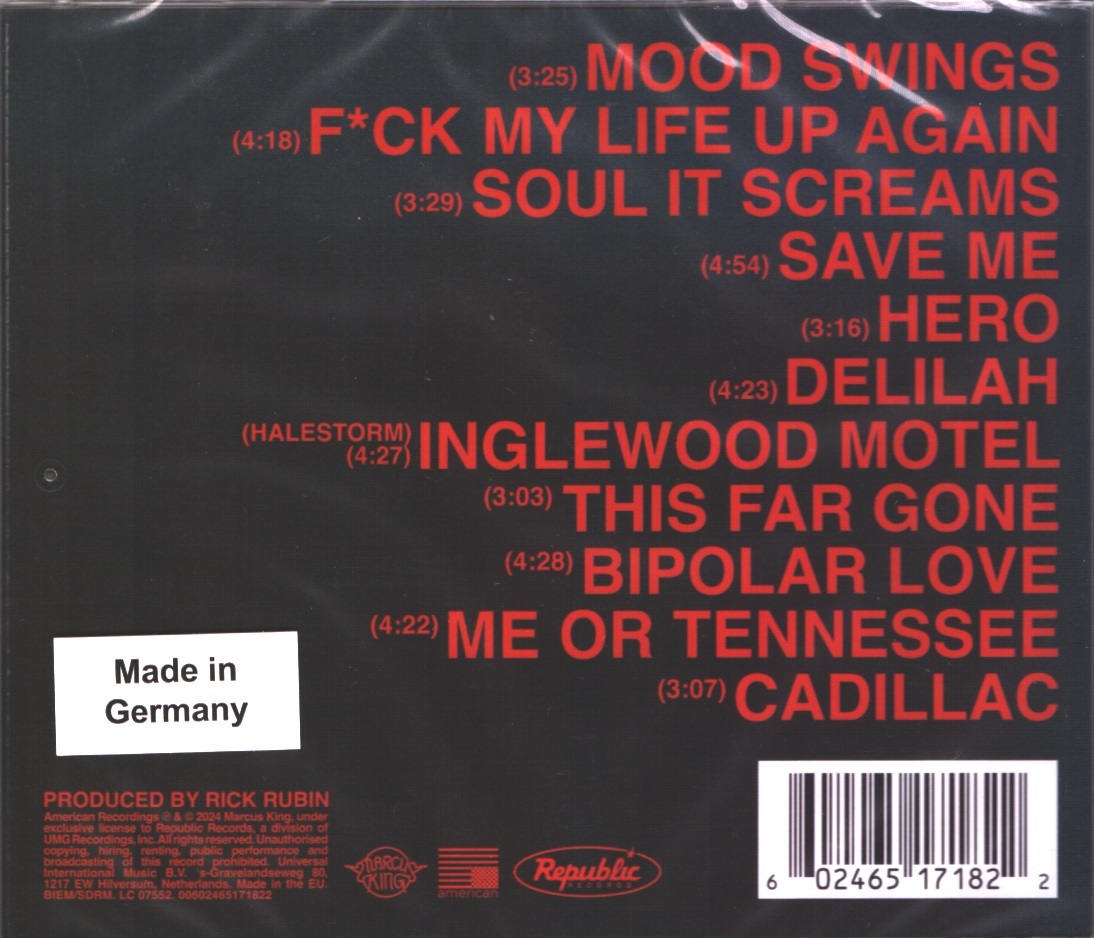 (3:25) MOOD SWINGS
(4:18) F*CK MY LIFE UP AGAIN
(3:29) SOUL IT SCREAMS
(4:54) SAVE ME
(3:16) HERO
(4:23) DELILAH
(HALESTORM)
(4:27) INGLEWOOD MOTEL
(3:03) THIS FAR GONE
(4:28) BIPOLAR LOVE
(4:22) ME OR TENNESSEE
(3:07) CADILLAC
Made in
Germany
PRODUCED BY RICK RUBIN
American Recordings ℗ & © 2024 Marcus King, under
exclusive license to Republic Records, a division of
UMG Recordings, Inc. All rights reserved. Unauthorised
copying, hiring, renting, public performance and
broadcasting of this record prohibited. Universal
International Music B.V. 's-Gravelandseweg 80,
1217 EW Hilversum, Netherlands. Made in the EU.
BIEM/SDRM. LC 07552. 00602465171822
MARCUS
KING
american
Republic
RECORDS
6 02465 17182 2